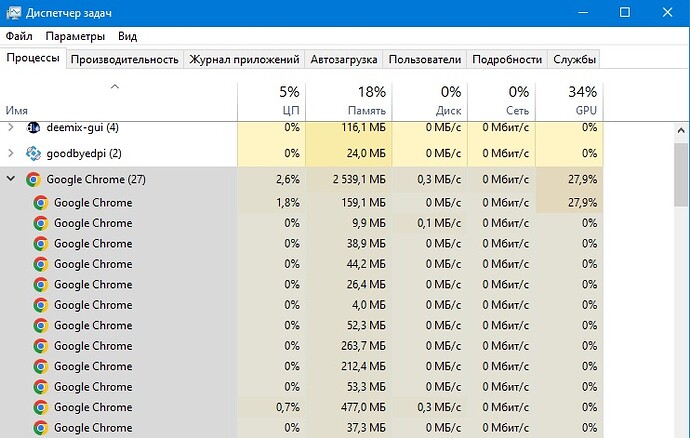 Диспетчер задач
Файл Параметры Вид
Процессы Производительность Журнал приложений Автозагрузка Пользователи Подробности Службы
5% 18% 0% 0% 34%
Имя ЦП Память Диск Сеть GPU
deemix-gui (4) 0% 116,1 МБ 0 МБ/с 0 Мбит/с 0%
goodbyedpi (2) 0% 24,0 МБ 0 МБ/с 0 Мбит/с 0%
Google Chrome (27) 2,6% 2 539,1 МБ 0,3 МБ/с 0 Мбит/с 27,9%
Google Chrome 1,8% 159,1 МБ 0 МБ/с 0 Мбит/с 27,9%
Google Chrome 0% 9,9 МБ 0,1 МБ/с 0 Мбит/с 0%
Google Chrome 0% 38,9 МБ 0 МБ/с 0 Мбит/с 0%
Google Chrome 0% 44,2 МБ 0 МБ/с 0 Мбит/с 0%
Google Chrome 0% 26,4 МБ 0 МБ/с 0 Мбит/с 0%
Google Chrome 0% 4,0 МБ 0 МБ/с 0 Мбит/с 0%
Google Chrome 0% 52,3 МБ 0 МБ/с 0 Мбит/с 0%
Google Chrome 0% 263,7 МБ 0 МБ/с 0 Мбит/с 0%
Google Chrome 0% 212,4 МБ 0 МБ/с 0 Мбит/с 0%
Google Chrome 0% 53,3 МБ 0 МБ/с 0 Мбит/с 0%
Google Chrome 0,7% 477,0 МБ 0,3 МБ/с 0 Мбит/с 0%
Google Chrome 0% 37,3 МБ 0 МБ/с 0 Мбит/с 0%